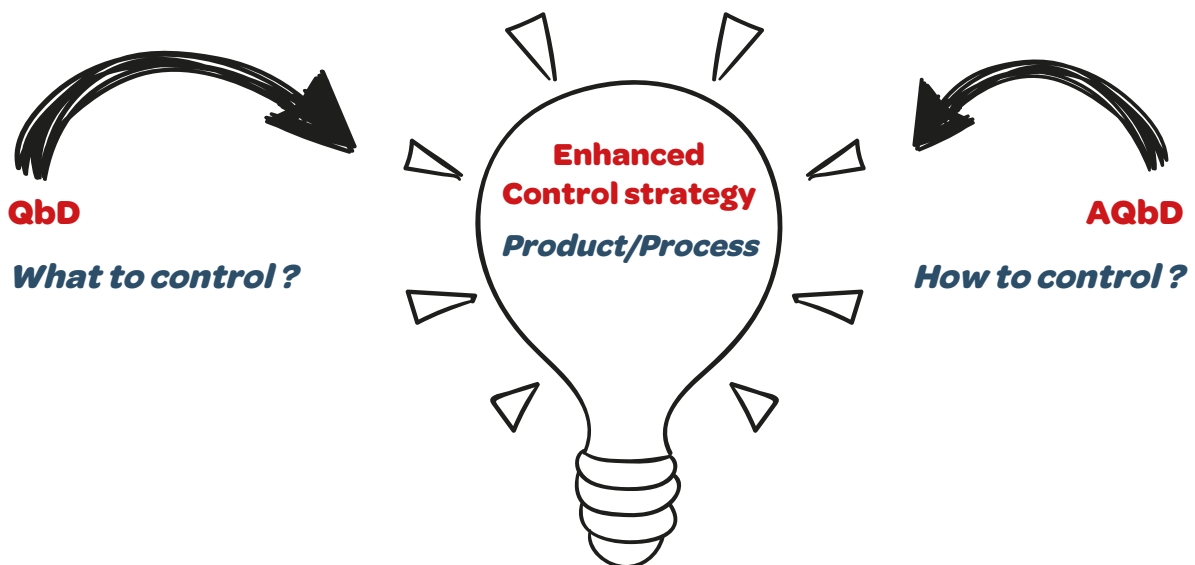 Enhanced
Control strategy
Product/Process
QbD
What to control ?
AQbD
How to control ?